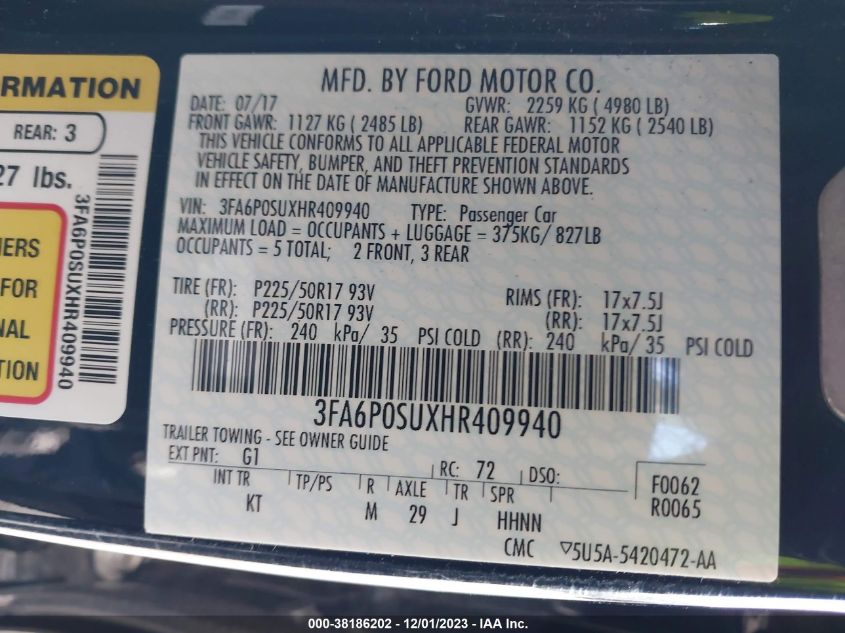 RMATION
REAR: 3
27 lbs.
3FA6P0SUXHR409940
FOR
MFD. BY FORD MOTOR CO.
DATE: 07/17 GVWR: 2259 KG ( 4980 LB)
FRONT GAWR: 1127 KG ( 2485 LB) REAR GAWR: 1152 KG ( 2540 LB)
THIS VEHICLE CONFORMS TO ALL APPLICABLE FEDERAL MOTOR
VEHICLE SAFETY, BUMPER, AND THEFT PREVENTION STANDARDS
IN EFFECT ON THE DATE OF MANUFACTURE SHOWN ABOVE.
VIN: 3FA6P0SUXHR409940 TYPE: Passenger Car
MAXIMUM LOAD = OCCUPANTS + LUGGAGE = 375KG/ 827LB
OCCUPANTS = 5 TOTAL; 2 FRONT, 3 REAR
TIRE (FR): P225/50R17 93V RIMS (FR): 17x7.5J
(RR): P225/50R17 93V (RR): 17x7.5J
PRESSURE (FR): 240 kPa/ 35 PSI COLD (RR): 240 kPa/ 35 PSI COLD
3FA6P0SUXHR409940
TRAILER TOWING - SEE OWNER GUIDE
EXT PNT: G1 RC: 72 DSO: F0062
INT TR TP/PS R AXLE TR SPR R0065
KT M 29 J HHNN
CMC ▽5U5A-5420472-AA
000-38186202 - 12/01/2023 - IAA Inc.